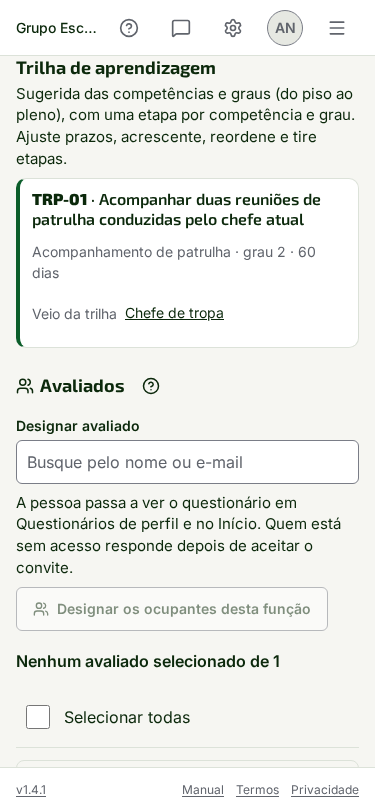 Grupo Esc…
AN
Trilha de aprendizagem
Sugerida das competências e graus (do piso ao
pleno), com uma etapa por competência e grau.
Ajuste prazos, acrescente, reordene e tire
etapas.
TRP-01 · Acompanhar duas reuniões de
patrulha conduzidas pelo chefe atual
Acompanhamento de patrulha · grau 2 · 60
dias
Veio da trilha Chefe de tropa
Avaliados
Designar avaliado
Busque pelo nome ou e-mail
A pessoa passa a ver o questionário em
Questionários de perfil e no Início. Quem está
sem acesso responde depois de aceitar o
convite.
Designar os ocupantes desta função
Nenhum avaliado selecionado de 1
Selecionar todas
v1.4.1 Manual Termos Privacidade